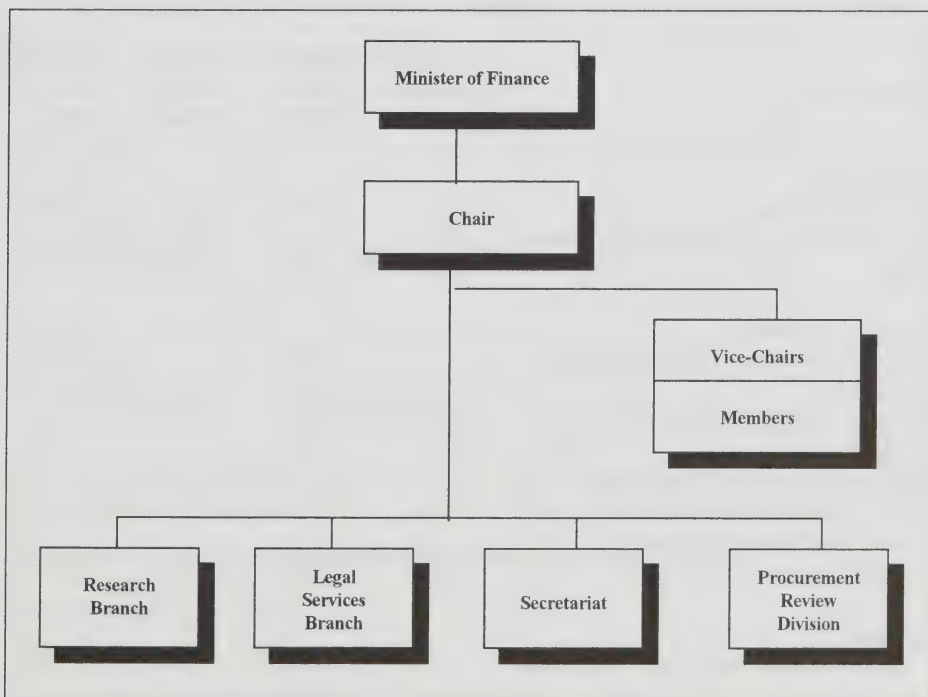 Minister of Finance
Chair
Vice-Chairs
Members
Research
Branch
Legal
Services
Branch
Secretariat
Procurement
Review
Division